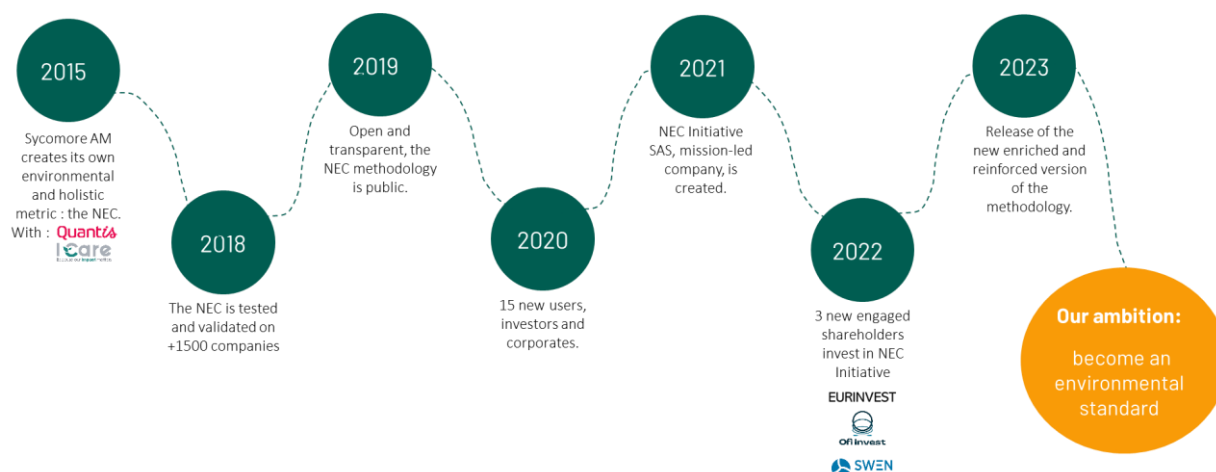 2015
Sycomore AM
creates its own
environmental
and holistic
metric : the NEC.
With : Quantis
I Care
2018
The NEC is tested
and validated on
+1500 companies
2019
Open and
transparent, the
NEC methodology
is public.
2020
15 new users,
investors and
corporates.
2021
NEC Initiative
SAS, mission-led
company, is
created.
2022
3 new engaged
shareholders
invest in NEC
Initiative
EURINVEST
Ofi invest
SWEN
2023
Release of the
new enriched and
reinforced version
of the
methodology.
Our ambition:
become an
environmental
standard